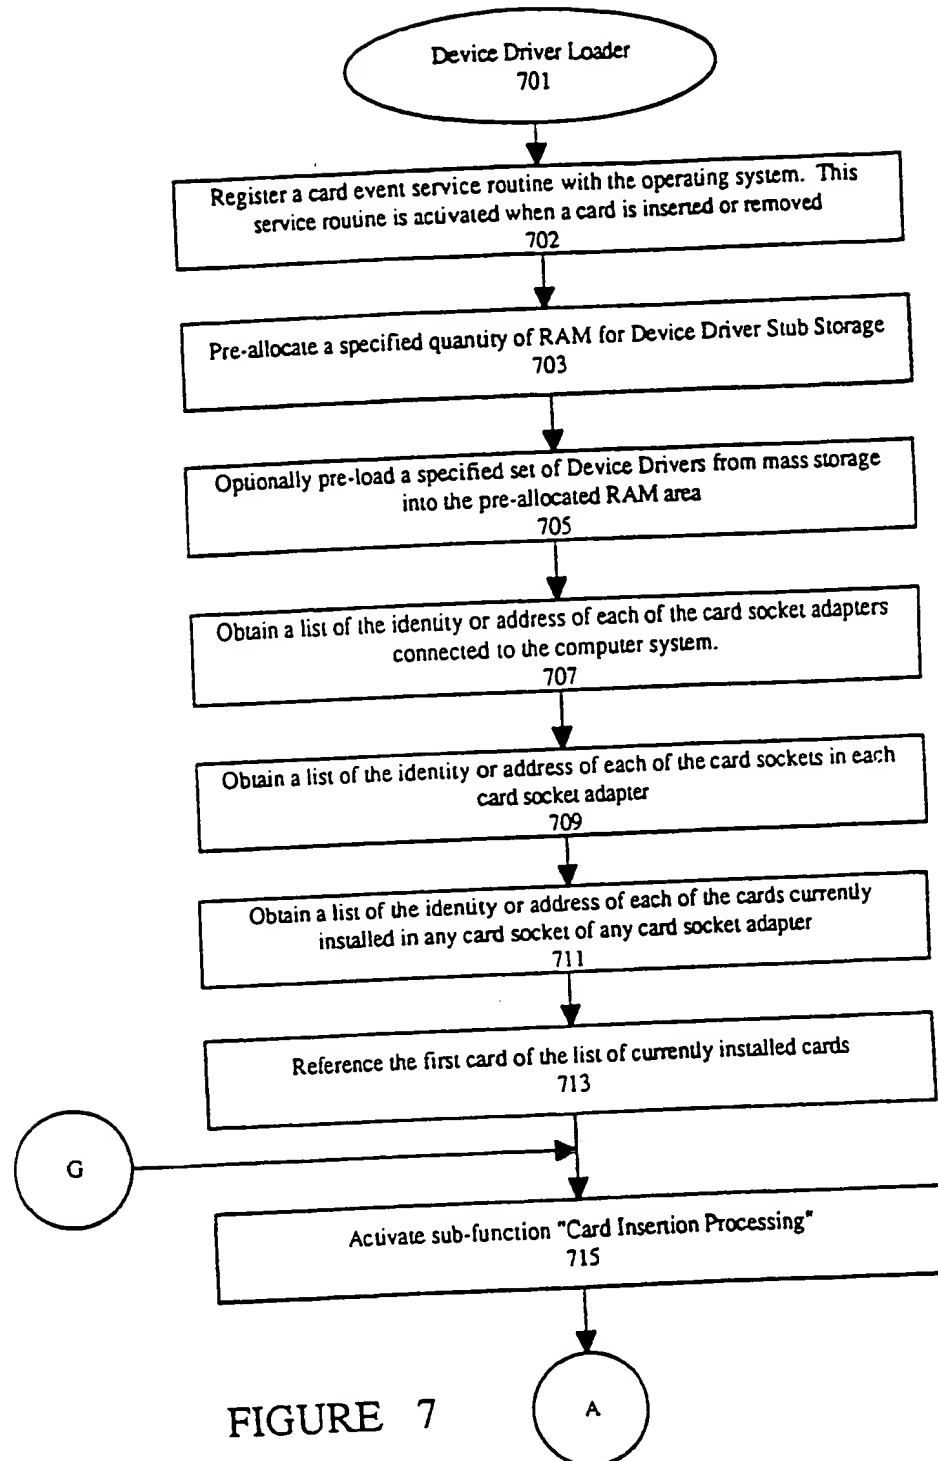 Device Driver Loader
701
Register a card event service routine with the operating system. This
service routine is activated when a card is inserted or removed
702
Pre-allocate a specified quantity of RAM for Device Driver Stub Storage
703
Optionally pre-load a specified set of Device Drivers from mass storage
into the pre-allocated RAM area
705
Obtain a list of the identity or address of each of the card socket adapters
connected to the computer system.
707
Obtain a list of the identity or address of each of the card sockets in each
card socket adapter
709
Obtain a list of the identity or address of each of the cards currently
installed in any card socket of any card socket adapter
711
Reference the first card of the list of currently installed cards
713
G
Activate sub-function "Card Insertion Processing"
715
A
FIGURE 7